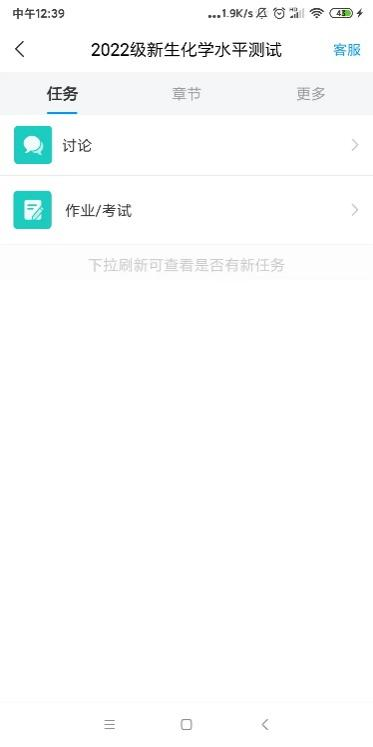 中午12:39
...1.9K/s
43
2022级新生化学水平测试
客服
任务
章节
更多
讨论
作业/考试
下拉刷新可查看是否有新任务